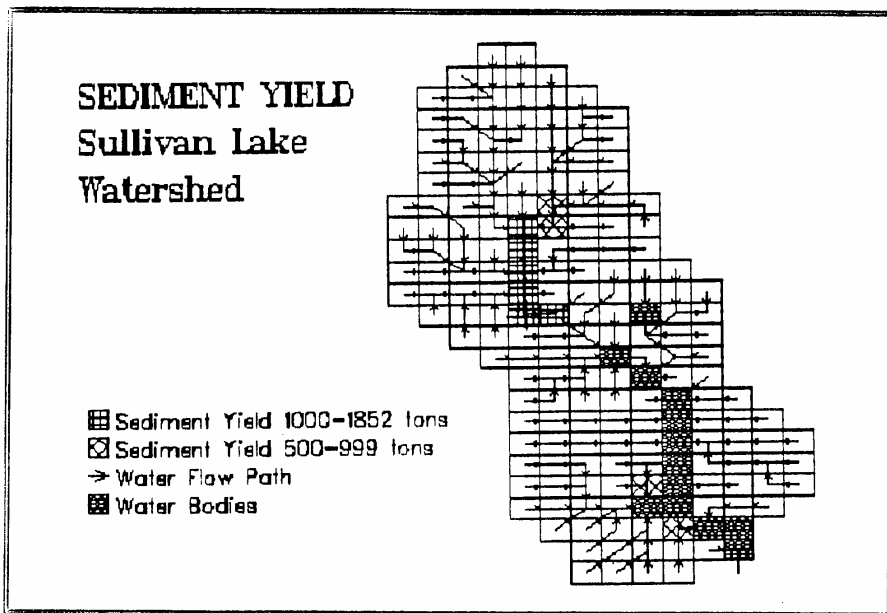 SEDIMENT YIELD
Sullivan Lake
Watershed
Sediment Yield 1000-1852 tons
Sediment Yield 500-999 tons
Water Flow Path
Water Bodies